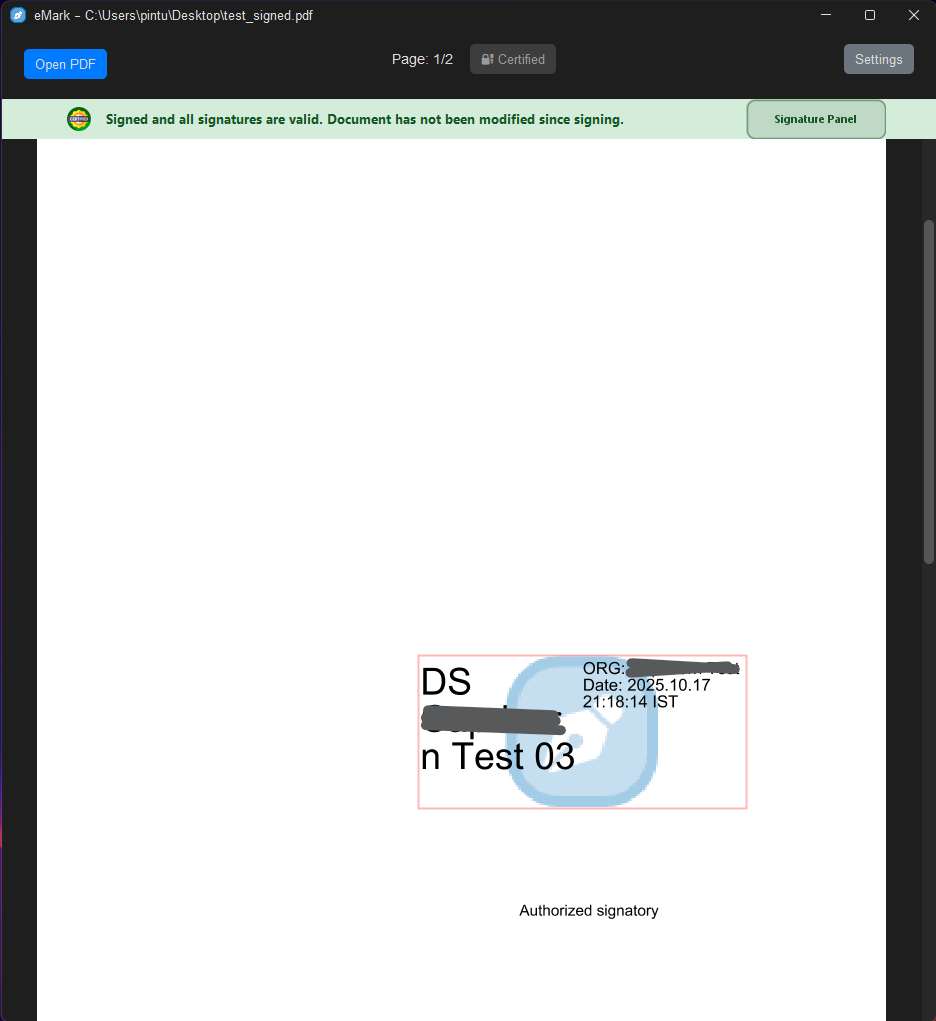 eMark – C:\Users\pintu\Desktop\test_signed.pdf
Open PDF
Page: 1/2
Certified
Settings
CERTIFIED
Signed and all signatures are valid. Document has not been modified since signing.
Signature Panel
DS
n Test 03
ORG:
Date: 2025.10.17
21:18:14 IST
Authorized signatory